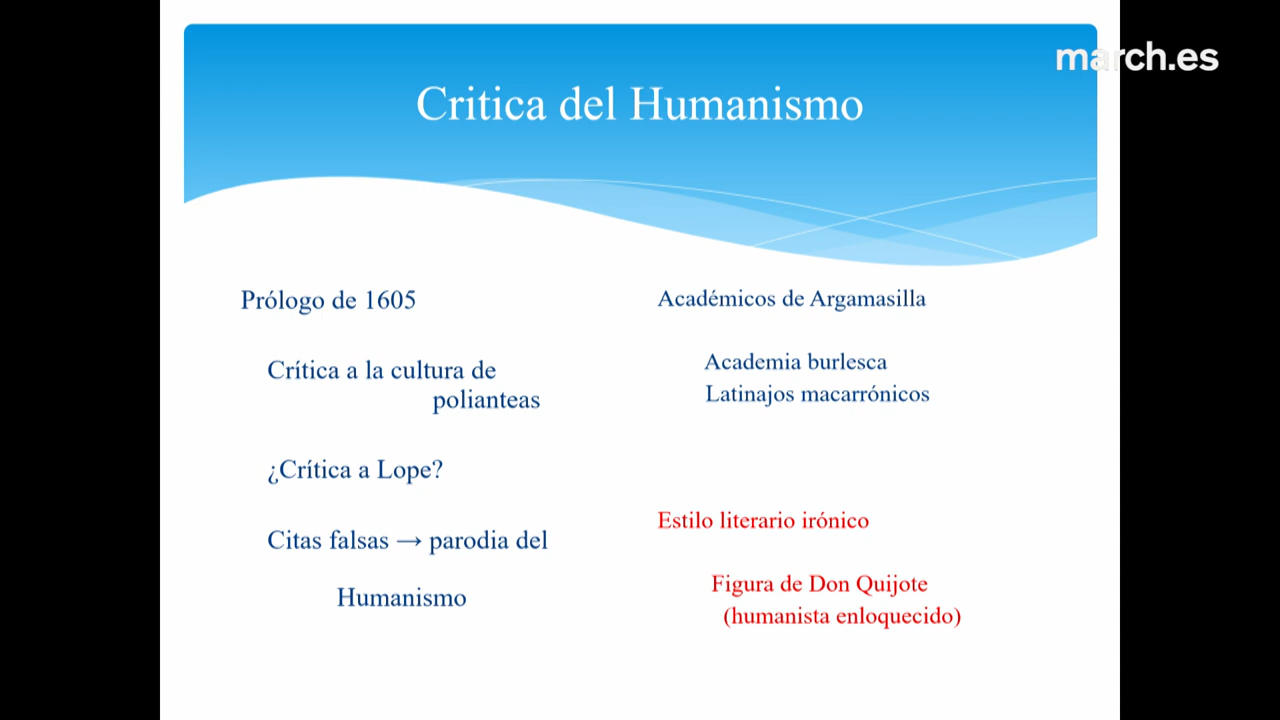 march.es
Critica del Humanismo
Prólogo de 1605
Crítica a la cultura de
polianteas
¿Crítica a Lope?
Citas falsas → parodia del
Humanismo
Académicos de Argamasilla
Academia burlesca
Latinajos macarrónicos
Estilo literario irónico
Figura de Don Quijote
(humanista enloquecido)